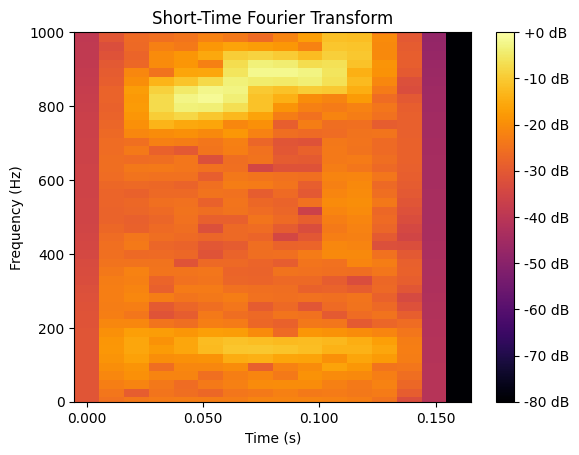 Short-Time Fourier Transform
1000
800
600
400
200
0
Frequency (Hz)
0.000
0.050
0.100
0.150
Time (s)
+0 dB
-10 dB
-20 dB
-30 dB
-40 dB
-50 dB
-60 dB
-70 dB
-80 dB